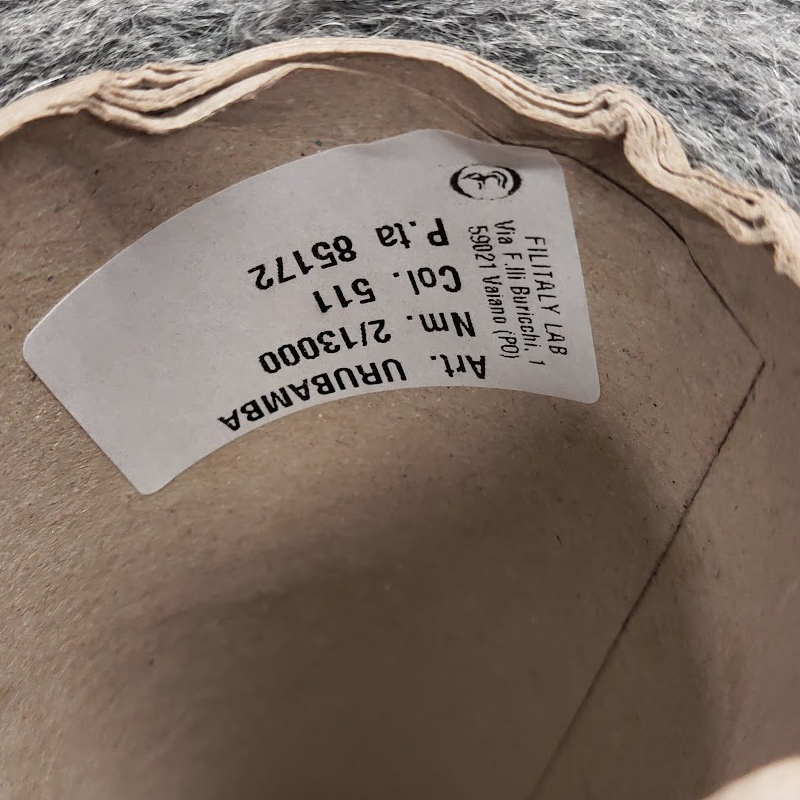 FILITALY LAB
Via F.lli Buricchi, 1
59021 Vaiano (PO)
Art. URUBAMBA
Nm. 2/13000
Col. 511
P.ta 85172